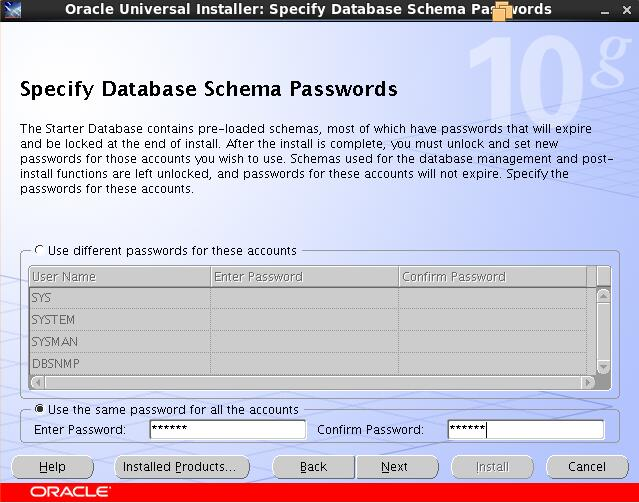 Oracle Universal Installer: Specify Database Schema Passwords
10g
Specify Database Schema Passwords
The Starter Database contains pre-loaded schemas, most of which have passwords that will expire
and be locked at the end of install. After the install is complete, you must unlock and set new
passwords for those accounts you wish to use. Schemas used for the database management and post-
install functions are left unlocked, and passwords for these accounts will not expire. Specify the
passwords for these accounts.
Use different passwords for these accounts
User Name Enter Password Confirm Password
SYS
SYSTEM
SYSMAN
DBSNMP
Use the same password for all the accounts
Enter Password: ****** Confirm Password: ******
Help Installed Products... Back Next Install Cancel
ORACLE